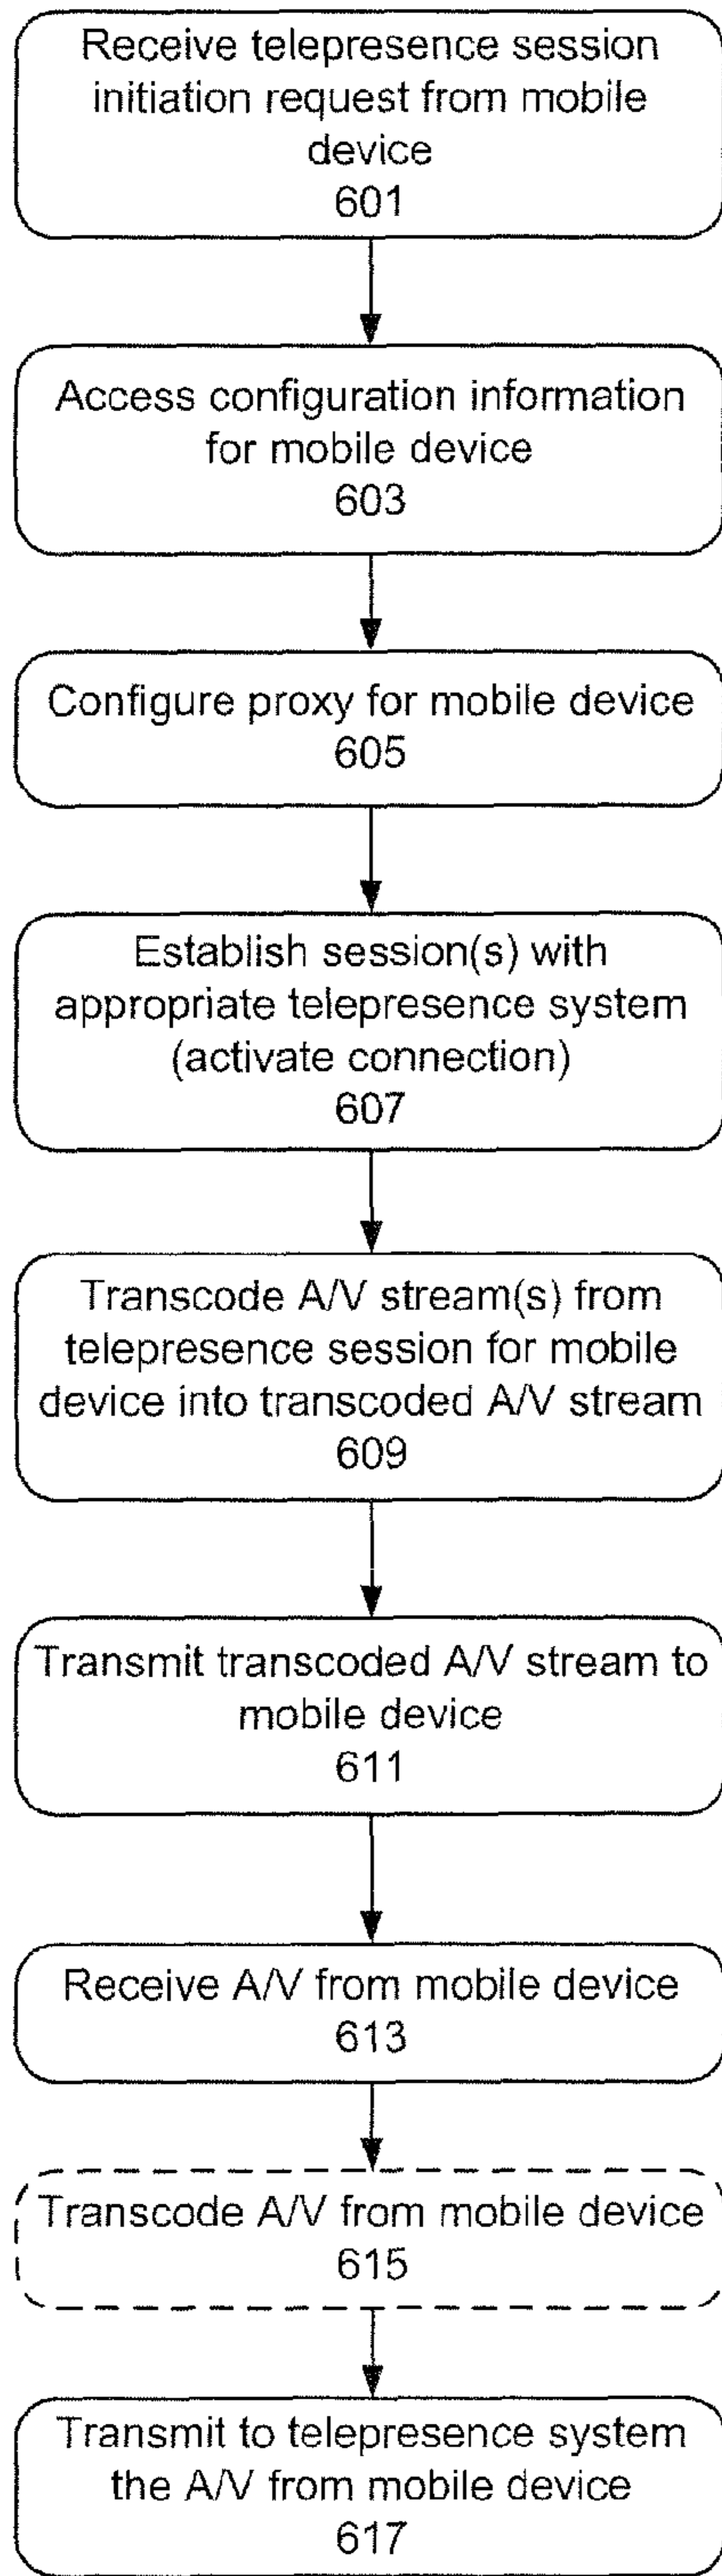 Receive telepresence session
initiation request from mobile
device
601
Access configuration information
for mobile device
603
Configure proxy for mobile device
605
Establish session(s) with
appropriate telepresence system
(activate connection)
607
Transcode A/V stream(s) from
telepresence session for mobile
device into transcoded A/V stream
609
Transmit transcoded A/V stream to
mobile device
611
Receive A/V from mobile device
613
Transcode A/V from mobile device
615
Transmit to telepresence system
the A/V from mobile device
617